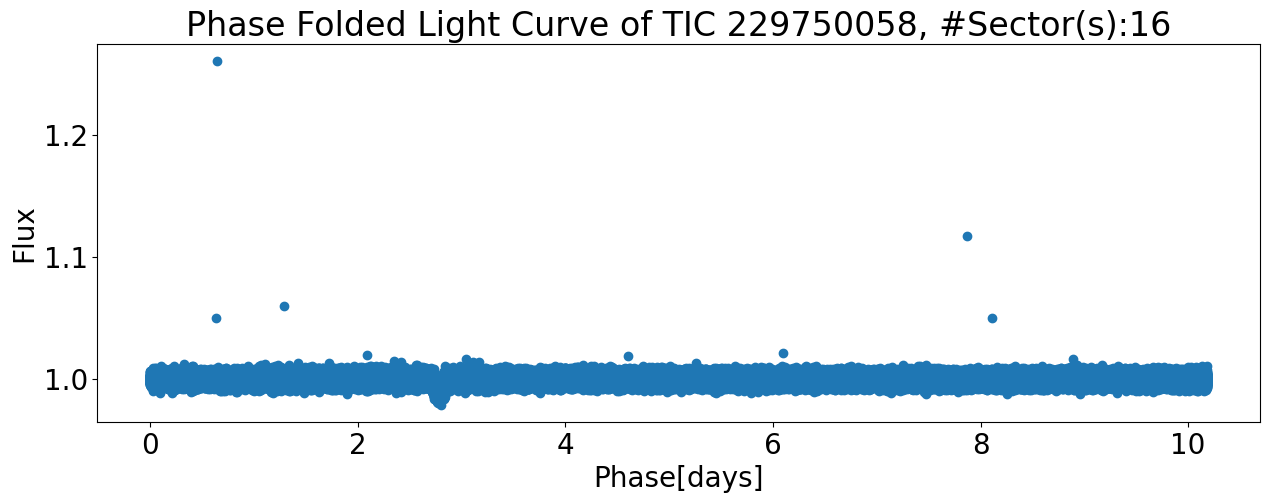 Phase Folded Light Curve of TIC 229750058, #Sector(s):16
Flux
1.2
1.1
1.0
0 2 4 6 8 10
Phase[days]